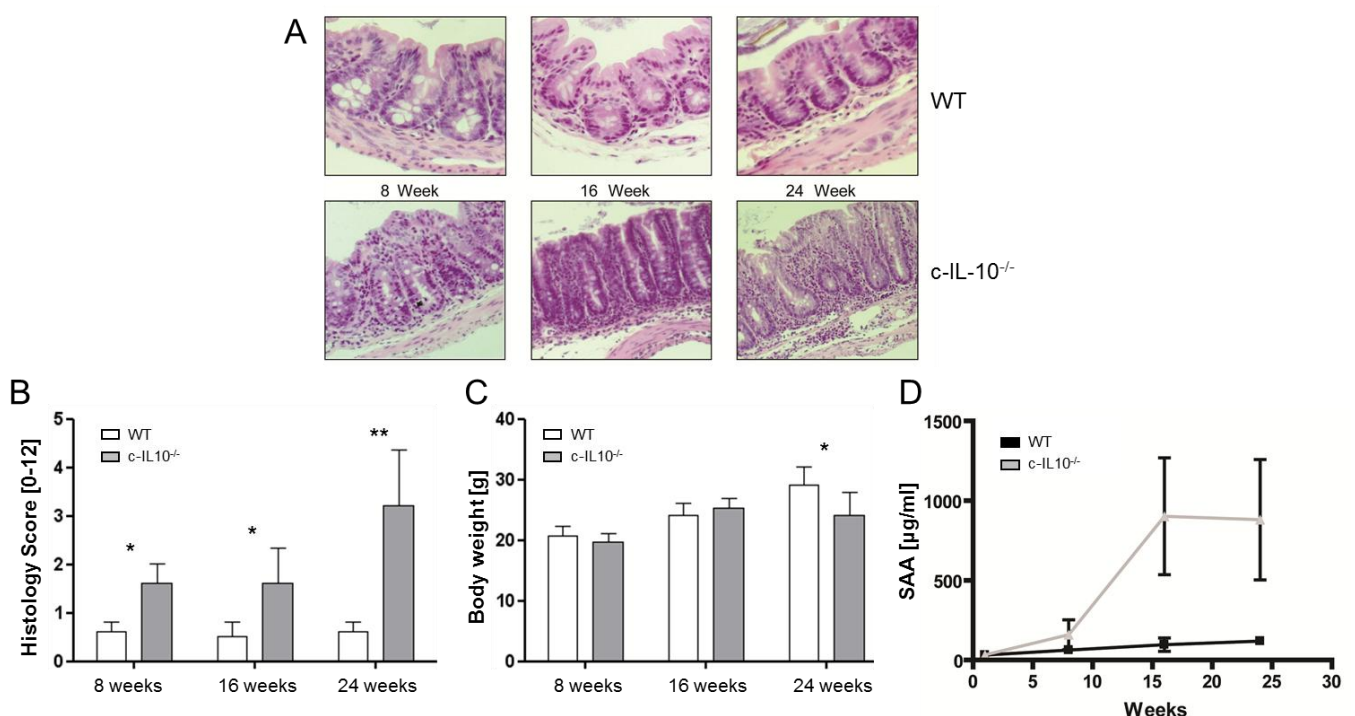 A
WT
8 Week
16 Week
24 Week
c-IL-10-/-
B
Histology Score [0-12]
5
4
3
2
1
0
WT
c-IL10-/-
*
*
**
8 weeks
16 weeks
24 weeks
C
Body weight [g]
40
30
20
10
0
WT
c-IL10-/-
*
8 weeks
16 weeks
24 weeks
D
SAA [µg/ml]
1500
1000
500
0
WT
c-IL10-/-
0
5
10
15
20
25
30
Weeks